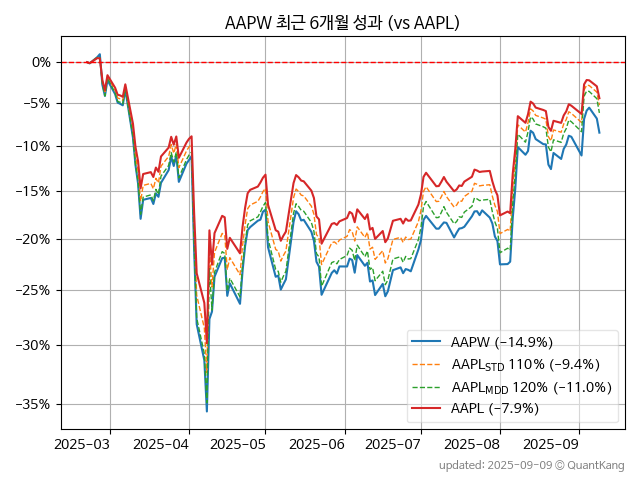 AAPW 최근 6개월 성과 (vs AAPL)
0%
−5%
−10%
−15%
−20%
−25%
−30%
−35%
AAPW (−14.9%)
AAPL_STD 110% (−9.4%)
AAPL_MDD 120% (−11.0%)
AAPL (−7.9%)
2025-03 2025-04 2025-05 2025-06 2025-07 2025-08 2025-09
updated: 2025-09-09 © QuantKang